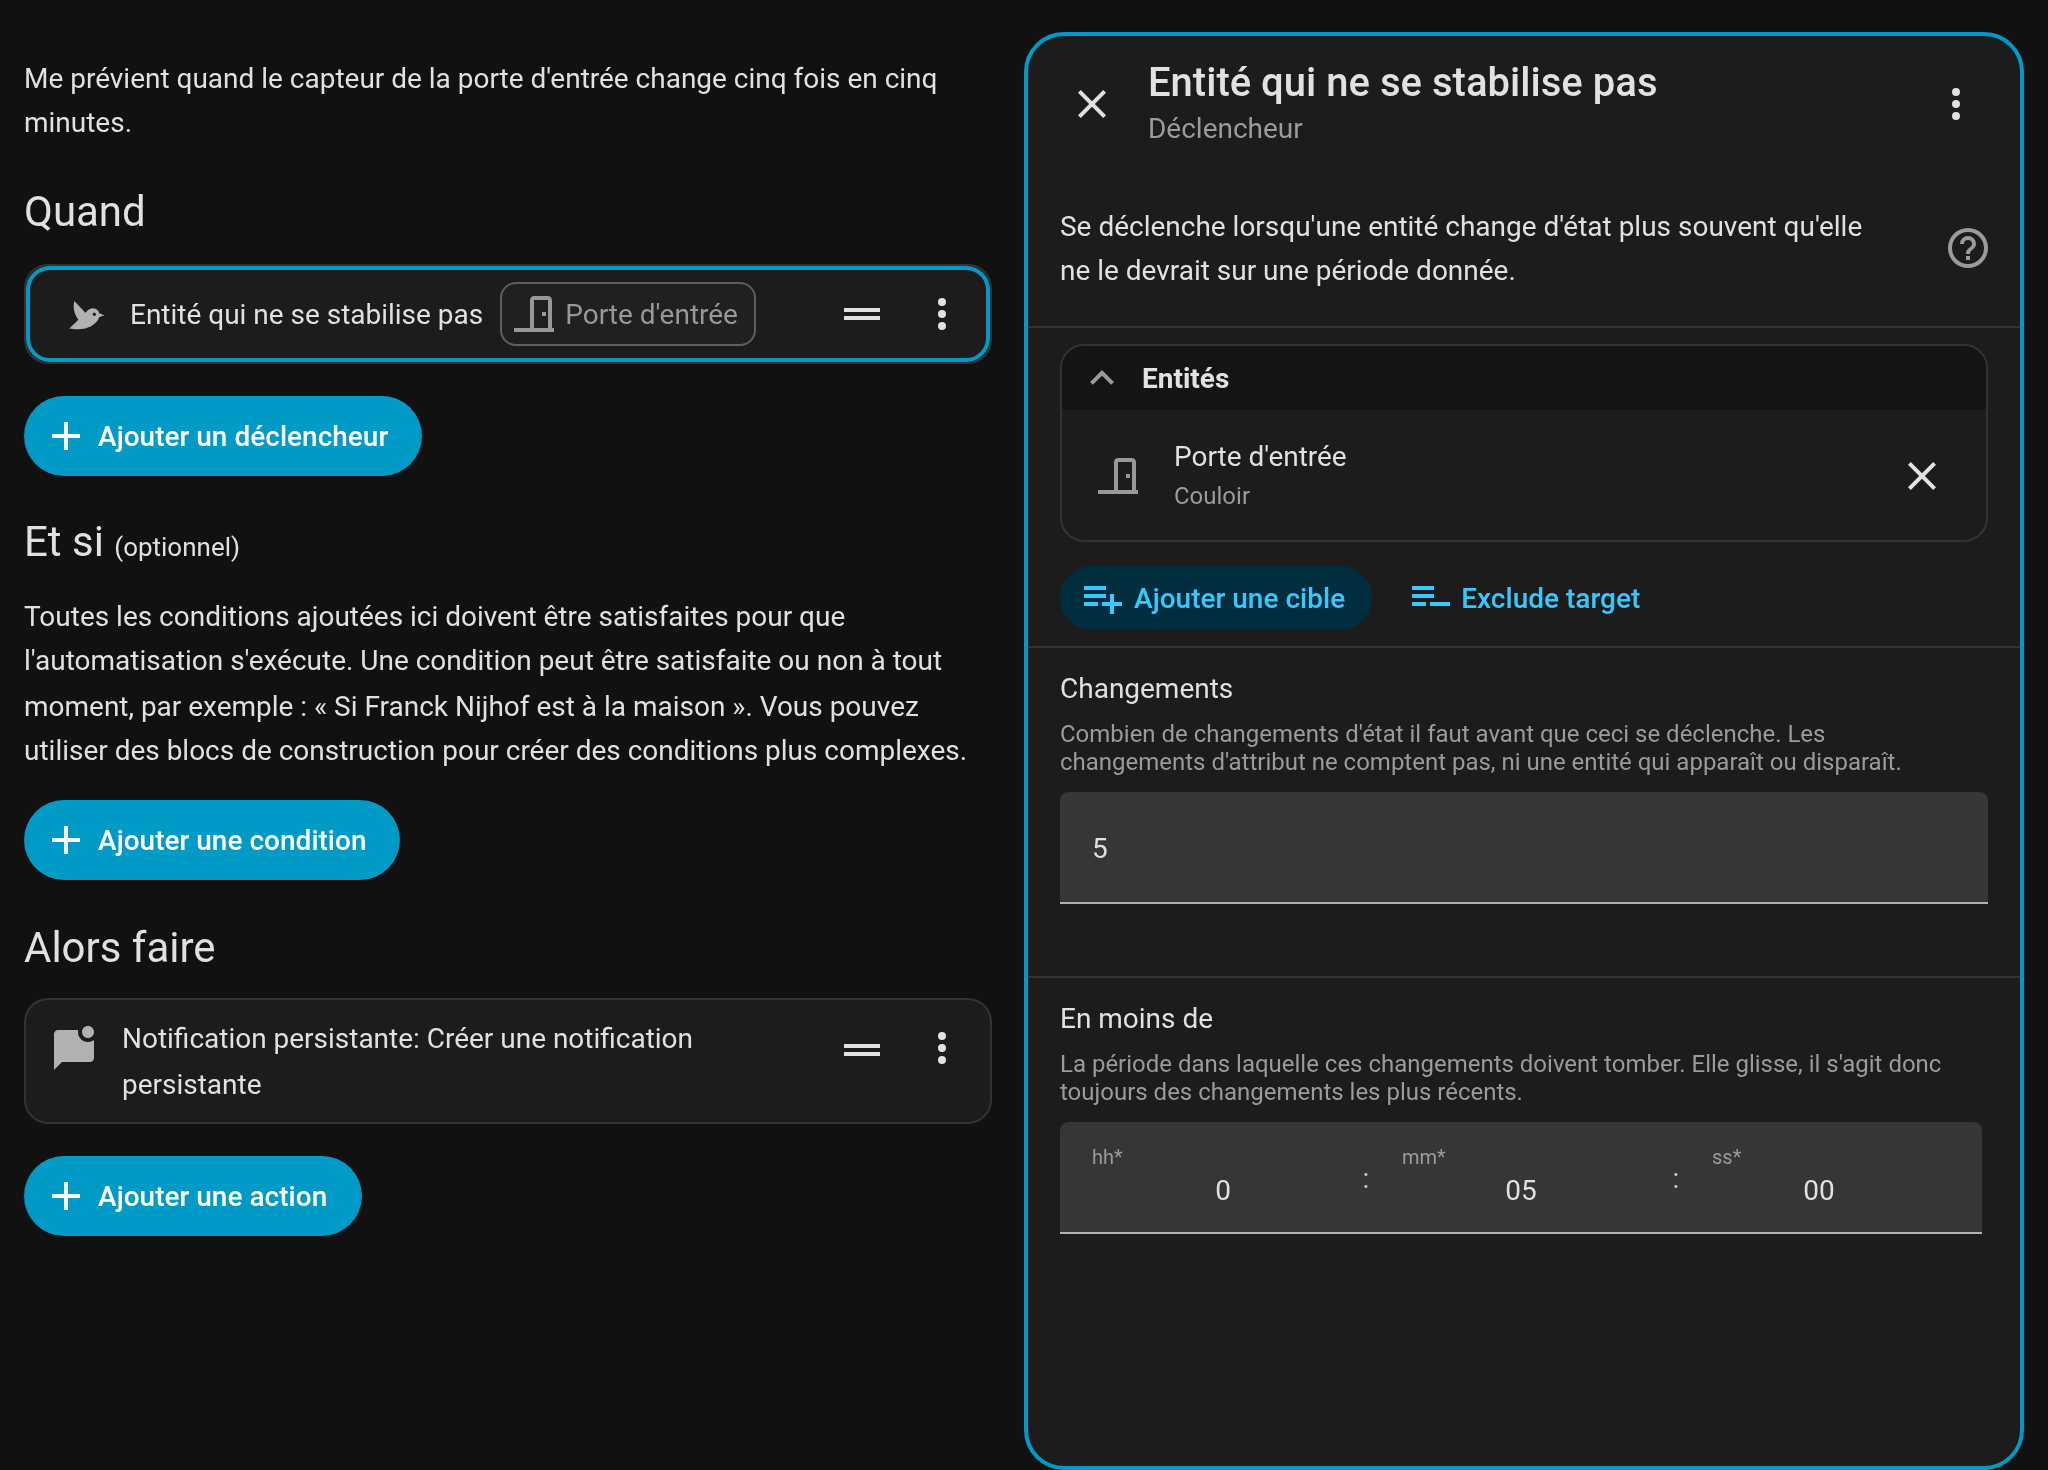 Me prévient quand le capteur de la porte d'entrée change cinq fois en cinq
minutes.
Quand
Entité qui ne se stabilise pas
Porte d'entrée
Ajouter un déclencheur
Et si (optionnel)
Toutes les conditions ajoutées ici doivent être satisfaites pour que
l'automatisation s'exécute. Une condition peut être satisfaite ou non à tout
moment, par exemple : « Si Franck Nijhof est à la maison ». Vous pouvez
utiliser des blocs de construction pour créer des conditions plus complexes.
Ajouter une condition
Alors faire
Notification persistante: Créer une notification
persistante
Ajouter une action
Entité qui ne se stabilise pas
Déclencheur
Se déclenche lorsqu'une entité change d'état plus souvent qu'elle
ne le devrait sur une période donnée.
Entités
Porte d'entrée
Couloir
Ajouter une cible
Exclude target
Changements
Combien de changements d'état il faut avant que ceci se déclenche. Les
changements d'attribut ne comptent pas, ni une entité qui apparaît ou disparaît.
5
En moins de
La période dans laquelle ces changements doivent tomber. Elle glisse, il s'agit donc
toujours des changements les plus récents.
hh* mm* ss*
0 : 05 : 00